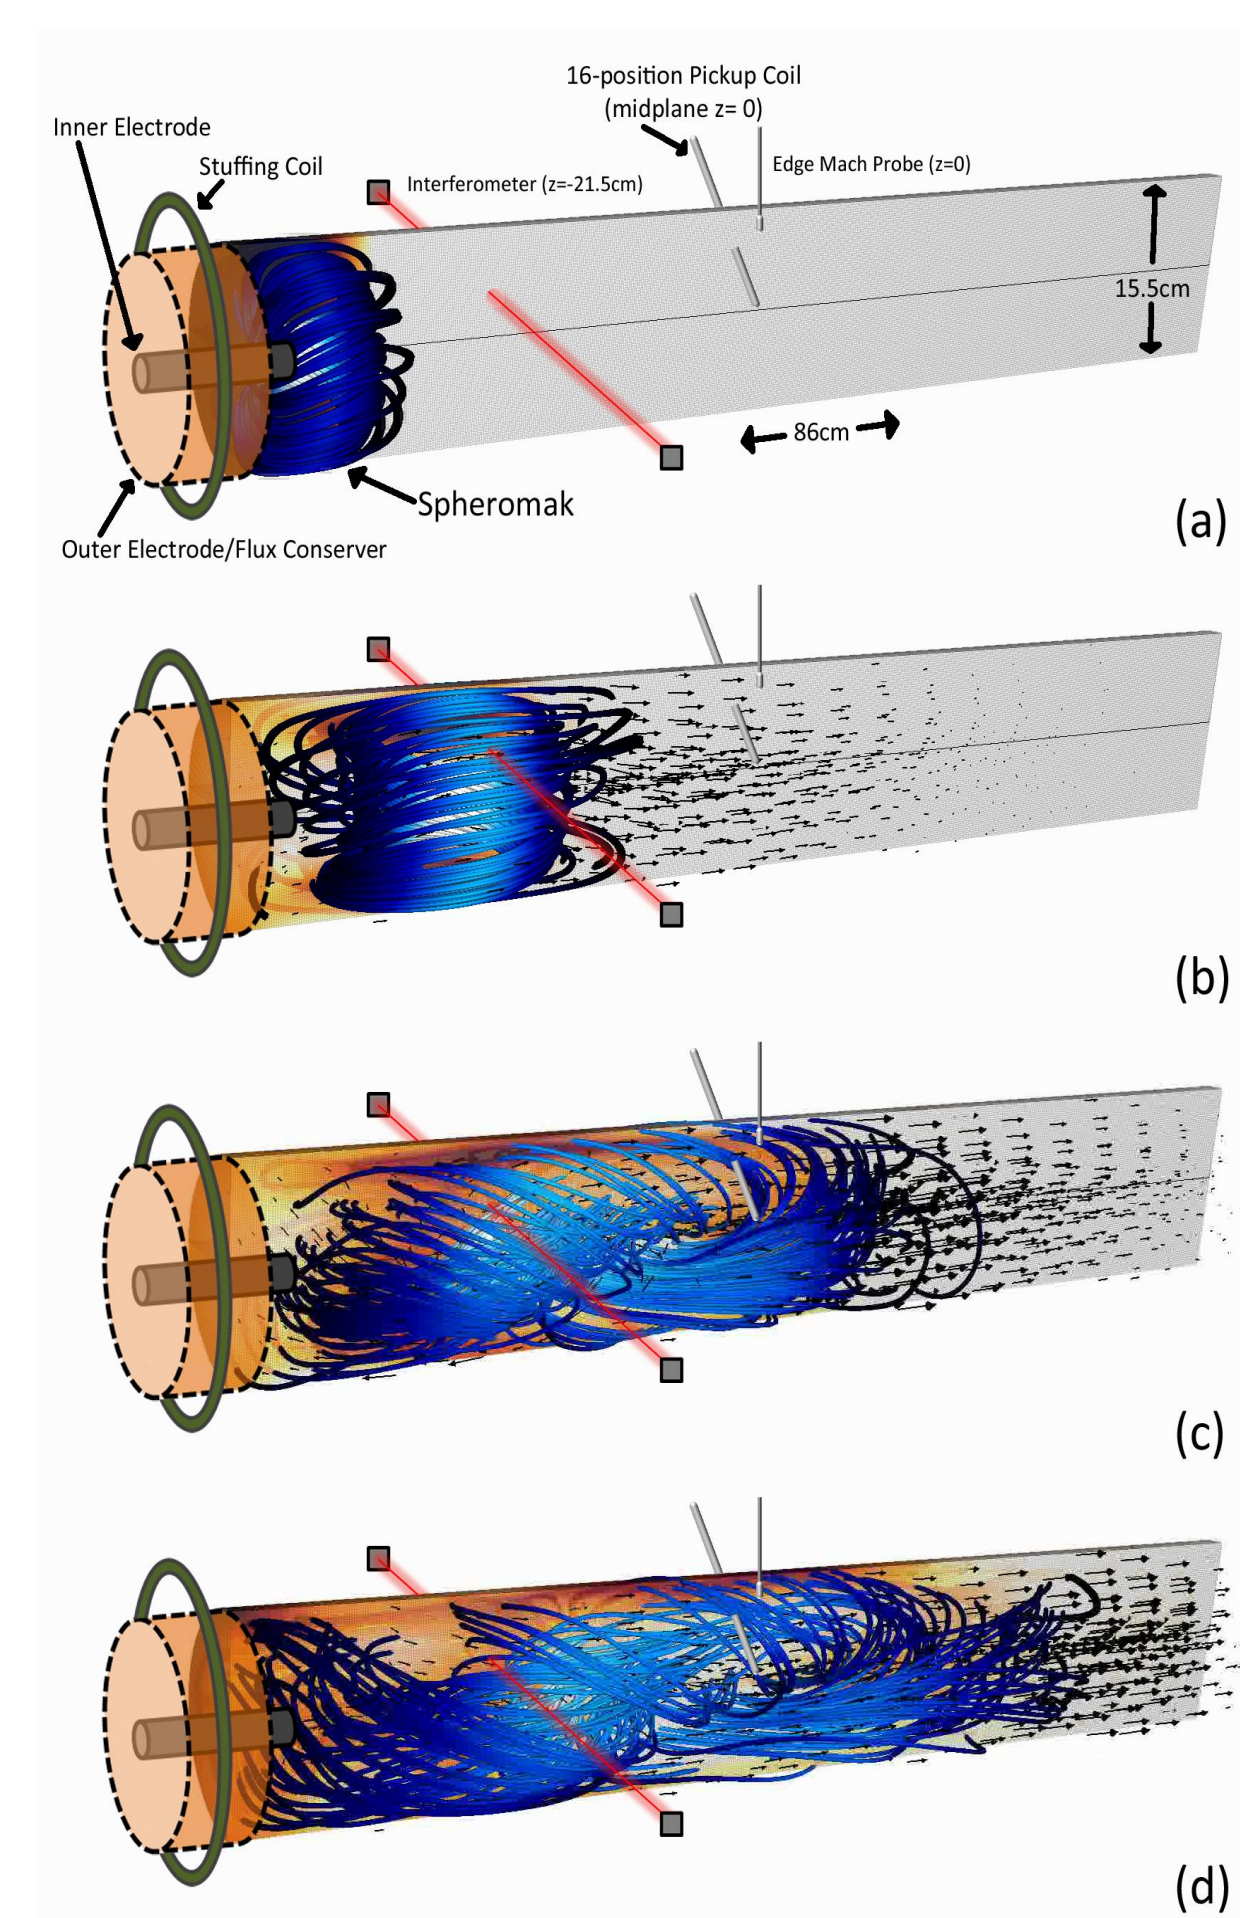 16-position Pickup Coil
(midplane z= 0)
Inner Electrode
Stuffing Coil
Interferometer (z=-21.5cm)
Edge Mach Probe (z=0)
15.5cm
86cm
Spheromak
Outer Electrode/Flux Conserver
(a)
(b)
(c)
(d)